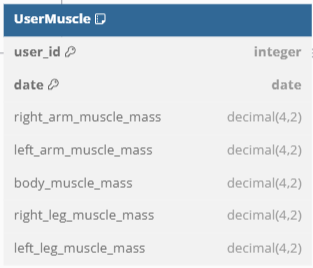 UserMuscle
user_id integer
date date
right_arm_muscle_mass decimal(4,2)
left_arm_muscle_mass decimal(4,2)
body_muscle_mass decimal(4,2)
right_leg_muscle_mass decimal(4,2)
left_leg_muscle_mass decimal(4,2)